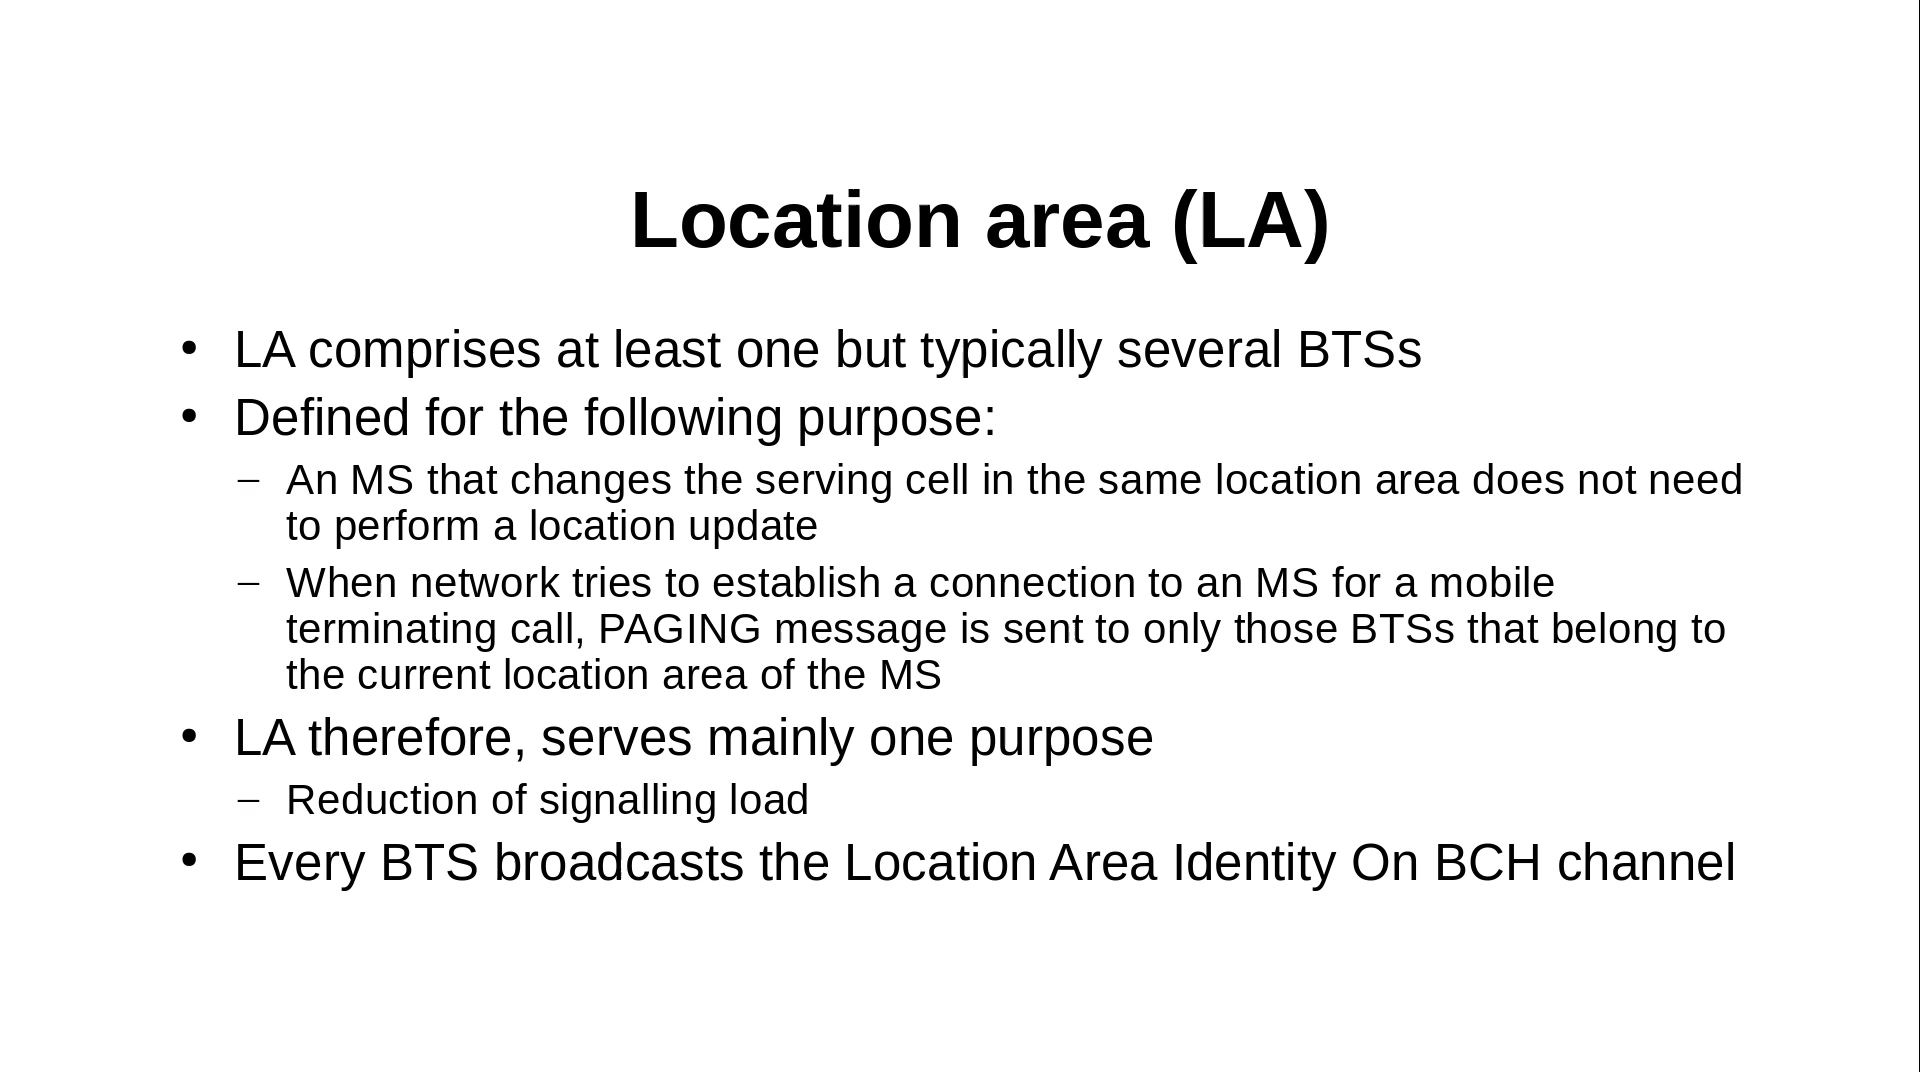 Location area (LA)
• LA comprises at least one but typically several BTSs
• Defined for the following purpose:
– An MS that changes the serving cell in the same location area does not need
to perform a location update
– When network tries to establish a connection to an MS for a mobile
terminating call, PAGING message is sent to only those BTSs that belong to
the current location area of the MS
• LA therefore, serves mainly one purpose
– Reduction of signalling load
• Every BTS broadcasts the Location Area Identity On BCH channel